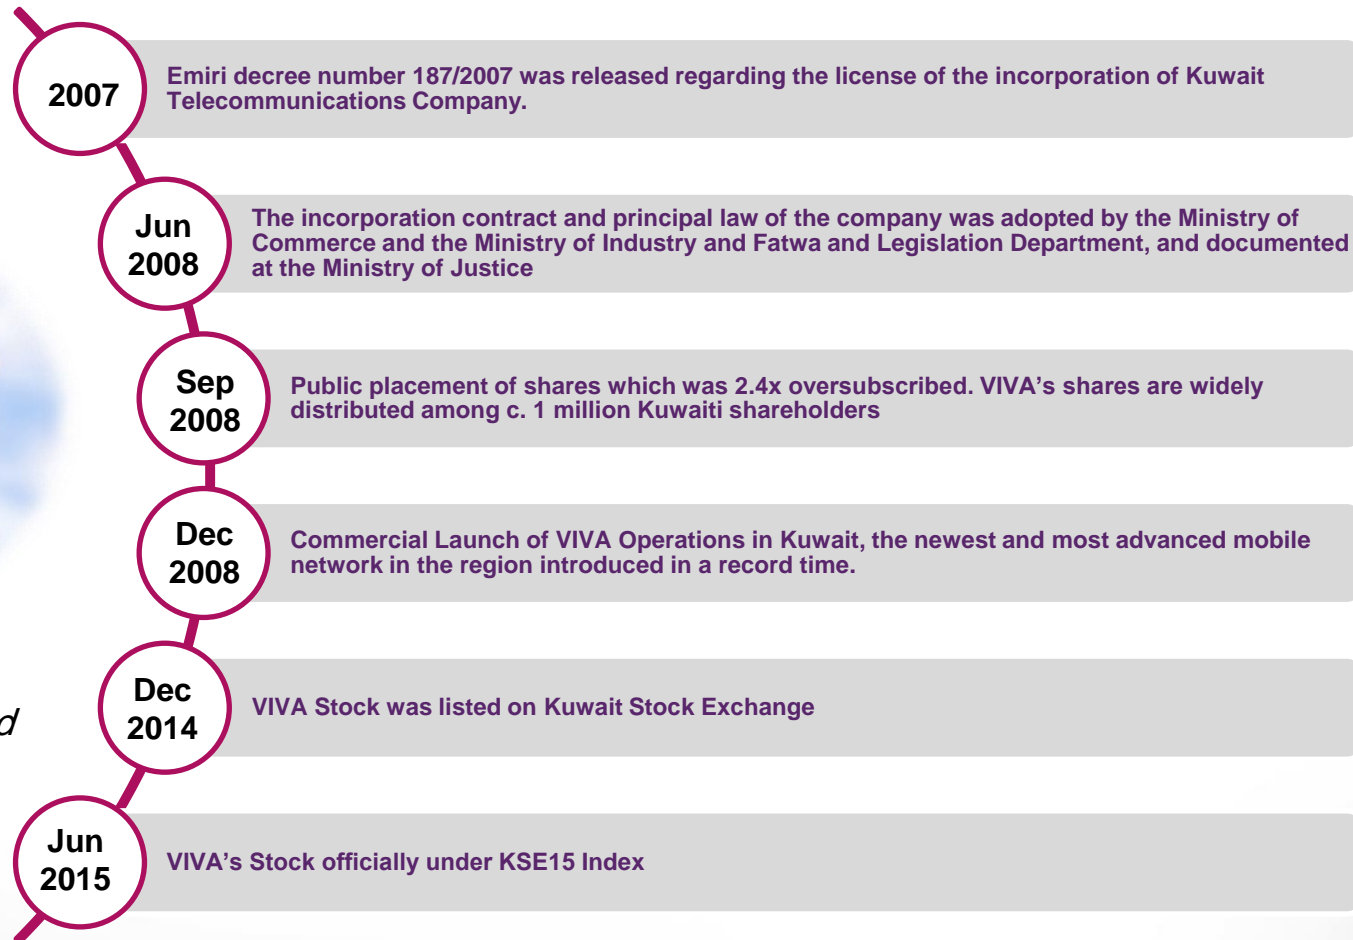 2007
Emiri decree number 187/2007 was released regarding the license of the incorporation of Kuwait
Telecommunications Company.
Jun
2008
The incorporation contract and principal law of the company was adopted by the Ministry of
Commerce and the Ministry of Industry and Fatwa and Legislation Department, and documented
at the Ministry of Justice
Sep
2008
Public placement of shares which was 2.4x oversubscribed. VIVA’s shares are widely
distributed among c. 1 million Kuwaiti shareholders
Dec
2008
Commercial Launch of VIVA Operations in Kuwait, the newest and most advanced mobile
network in the region introduced in a record time.
Dec
2014
VIVA Stock was listed on Kuwait Stock Exchange
Jun
2015
VIVA’s Stock officially under KSE15 Index